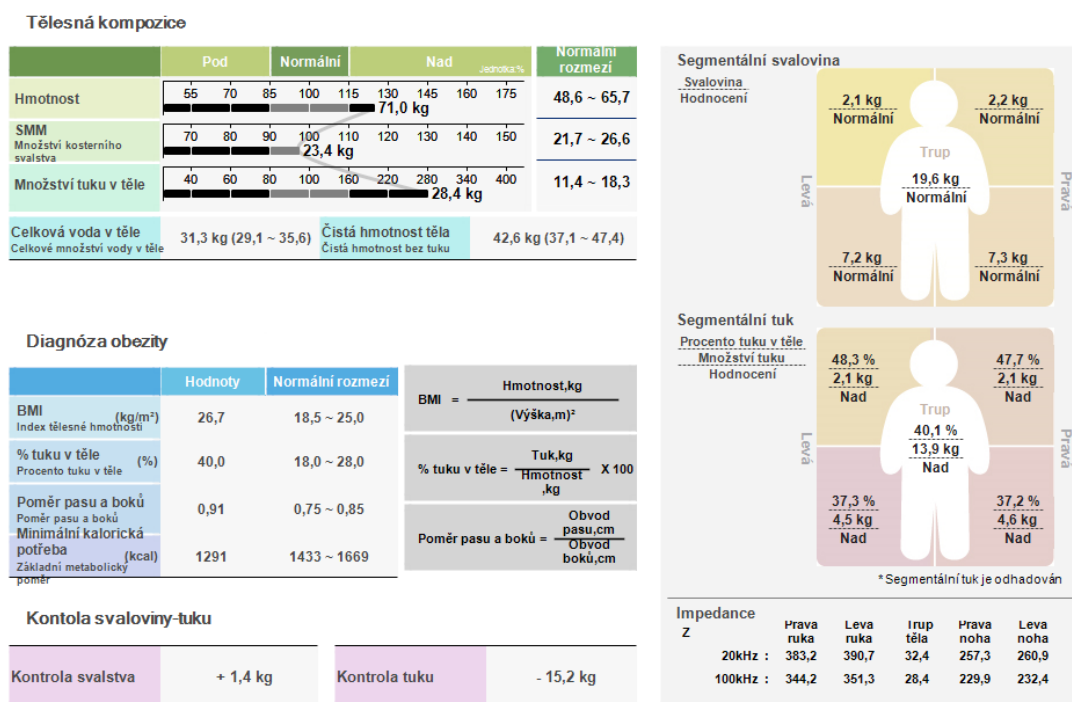 Tělesná kompozice
Pod Normální Nad Jednotka:% Normální rozmezí
Hmotnost 55 70 85 100 115 130 145 160 175 71,0 kg 48,6 ~ 65,7
SMM
Množství kosterního svalstva 70 80 90 100 110 120 130 140 150 23,4 kg 21,7 ~ 26,6
Množství tuku v těle 40 60 80 100 160 220 280 340 400 28,4 kg 11,4 ~ 18,3
Celková voda v těle
Celkové množství vody v těle 31,3 kg (29,1 ~ 35,6)
Čistá hmotnost těla
Čistá hmotnost bez tuku 42,6 kg (37,1 ~ 47,4)
Diagnóza obezity
Hodnoty Normální rozmezí
BMI (kg/m²) 26,7 18,5 ~ 25,0
Index tělesné hmotnosti
% tuku v těle (%) 40,0 18,0 ~ 28,0
Procento tuku v těle
Poměr pasu a boků 0,91 0,75 ~ 0,85
Poměr pasu a boků
Minimální kalorická
potřeba (kcal) 1291 1433 ~ 1669
Základní metabolický
poměr
BMI = Hmotnost,kg
(Výška,m)²
% tuku v těle = Tuk,kg X 100
Hmotnost
,kg
Poměr pasu a boků = Obvod
pasu,cm
Obvod
boků,cm
Kontola svaloviny-tuku
Kontrola svalstva + 1,4 kg
Kontrola tuku - 15,2 kg
Segmentální svalovina
Svalovina
Hodnocení
2,1 kg
Normální
2,2 kg
Normální
Trup
19,6 kg
Normální
Levá
Pravá
7,2 kg
Normální
7,3 kg
Normální
Segmentální tuk
Procento tuku v těle
Množství tuku
Hodnocení
48,3 %
2,1 kg
Nad
47,7 %
2,1 kg
Nad
Trup
40,1 %
13,9 kg
Nad
Levá
Pravá
37,3 %
4,5 kg
Nad
37,2 %
4,6 kg
Nad
* Segmentální tuk je odhadován
Impedance
Z Prava ruka Leva ruka Trup těla Prava noha Leva noha
20kHz : 383,2 390,7 32,4 257,3 260,9
100kHz : 344,2 351,3 28,4 229,9 232,4